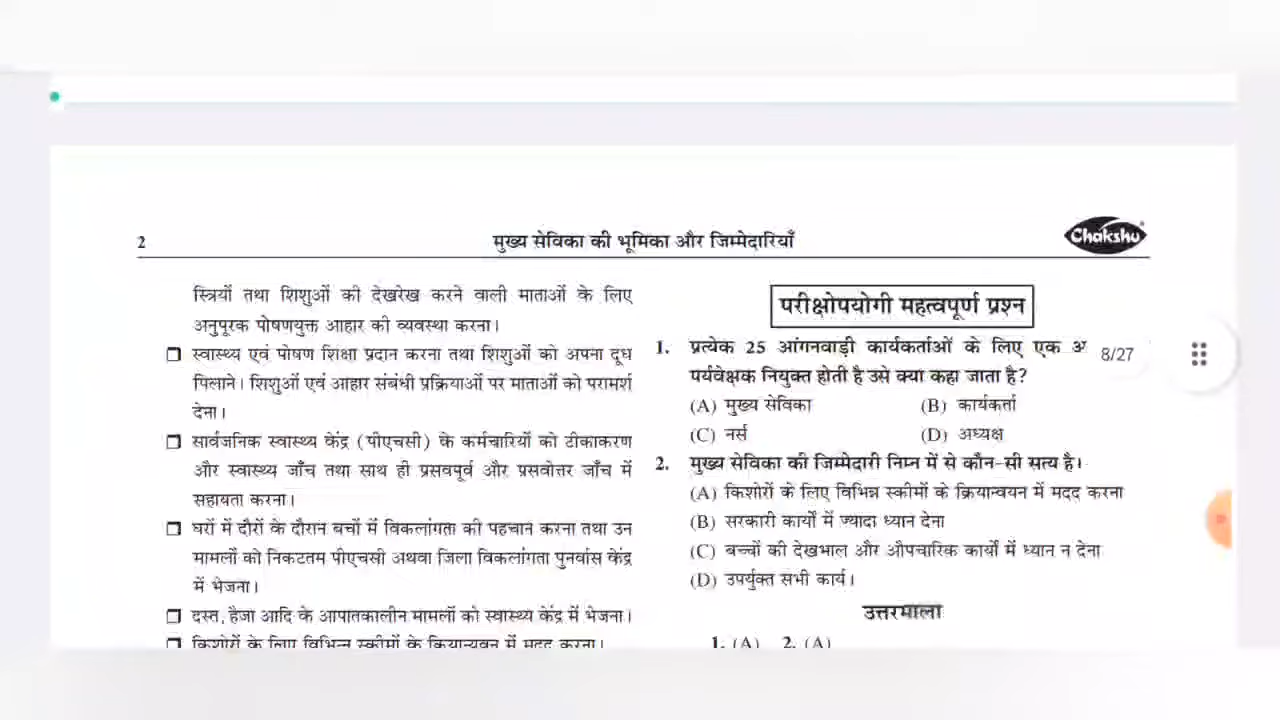 2
मुख्य सेविका की भूमिका और जिम्मेदारियाँ
Chakshu
स्त्रियों तथा शिशुओं की देखरेख करने वाली माताओं के लिए
अनुपूरक पोषणयुक्त आहार की व्यवस्था करना।
❑ स्वास्थ्य एवं पोषण शिक्षा प्रदान करना तथा शिशुओं को अपना दूध
पिलाने। शिशुओं एवं आहार संबंधी प्रक्रियाओं पर माताओं को परामर्श
देना।
❑ सार्वजनिक स्वास्थ्य केंद्र (पीएचसी) के कर्मचारियों को टीकाकरण
और स्वास्थ्य जाँच तथा साथ ही प्रसवपूर्व और प्रसवोत्तर जाँच में
सहायता करना।
❑ घरों में दौरों के दौरान बच्चों में विकलांगता की पहचान करना तथा उन
मामलों को निकटतम पीएचसी अथवा जिला विकलांगता पुनर्वास केंद्र
में भेजना।
❑ दस्त, हैजा आदि के आपातकालीन मामलों को स्वास्थ्य केंद्र में भेजना।
❑ किशोरों के लिए विभिन्न स्कीमों के क्रियान्वयन में मदद करना।
परीक्षोपयोगी महत्वपूर्ण प्रश्न
1. प्रत्येक 25 आंगनवाड़ी कार्यकर्ताओं के लिए एक
8/27
पर्यवेक्षक नियुक्त होती है उसे क्या कहा जाता है?
(A) मुख्य सेविका (B) कार्यकर्ता
(C) नर्स (D) अध्यक्ष
2. मुख्य सेविका की जिम्मेदारी निम्न में से कौन-सी सत्य है।
(A) किशोरों के लिए विभिन्न स्कीमों के क्रियान्वयन में मदद करना
(B) सरकारी कार्यों में ज्यादा ध्यान देना
(C) बच्चों की देखभाल और औपचारिक कार्यों में ध्यान न देना
(D) उपर्युक्त सभी कार्य।
उत्तरमाला
1. (A) 2. (A)